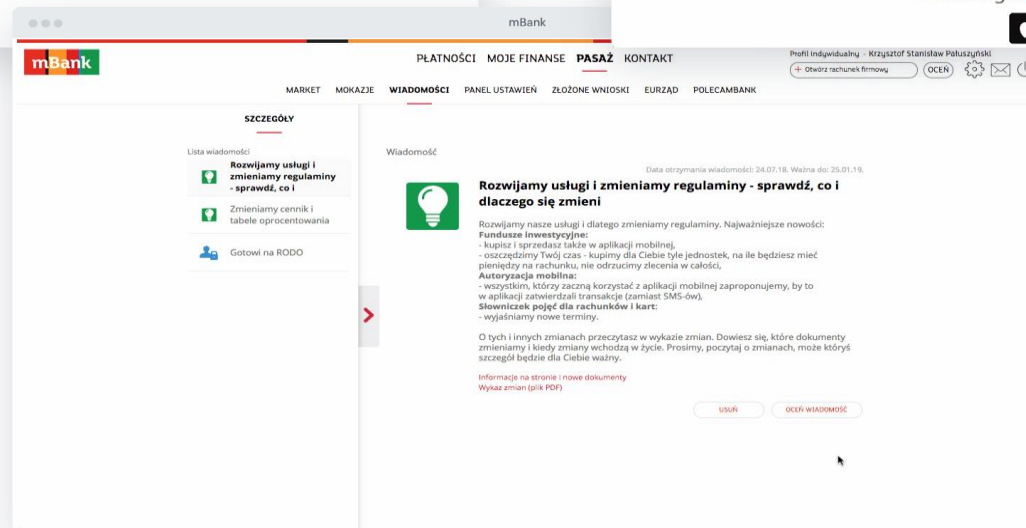 mBank
mBank
PŁATNOŚCI MOJE FINANSE PASAŻ KONTAKT
Profil indywidualny - Krzysztof Stanisław Pałuszyński
+ Otwórz rachunek firmowy OCEŃ
MARKET MOKAZJE WIADOMOŚCI PANEL USTAWIEŃ ZŁOŻONE WNIOSKI EURZĄD POLECAMBANK
SZCZEGÓŁY
Lista wiadomości
Rozwijamy usługi i
zmieniamy regulaminy
- sprawdź, co i
Zmieniamy cennik i
tabele oprocentowania
Gotowi na RODO
Wiadomość
Data otrzymania wiadomości: 24.07.18. Ważna do: 25.01.19.
Rozwijamy usługi i zmieniamy regulaminy - sprawdź, co i
dlaczego się zmieni
Rozwijamy nasze usługi i dlatego zmieniamy regulaminy. Najważniejsze nowości:
Fundusze inwestycyjne:
- kupisz i sprzedasz także w aplikacji mobilnej,
- oszczędzimy Twój czas - kupimy dla Ciebie tyle jednostek, na ile będziesz mieć
pieniędzy na rachunku, nie odrzucimy zlecenia w całości,
Autoryzacja mobilna:
- wszystkim, którzy zaczną korzystać z aplikacji mobilnej zaproponujemy, by to
w aplikacji zatwierdzali transakcje (zamiast SMS-ów),
Słowniczek pojęć dla rachunków i kart:
- wyjaśniamy nowe terminy.
O tych i innych zmianach przeczytasz w wykazie zmian. Dowiesz się, które dokumenty
zmieniamy i kiedy zmiany wchodzą w życie. Prosimy, poczytaj o zmianach, może któryś
szczegół będzie dla Ciebie ważny.
Informacje na stronie i nowe dokumenty
Wykaz zmian (plik PDF)
USUŃ OCEŃ WIADOMOŚĆ